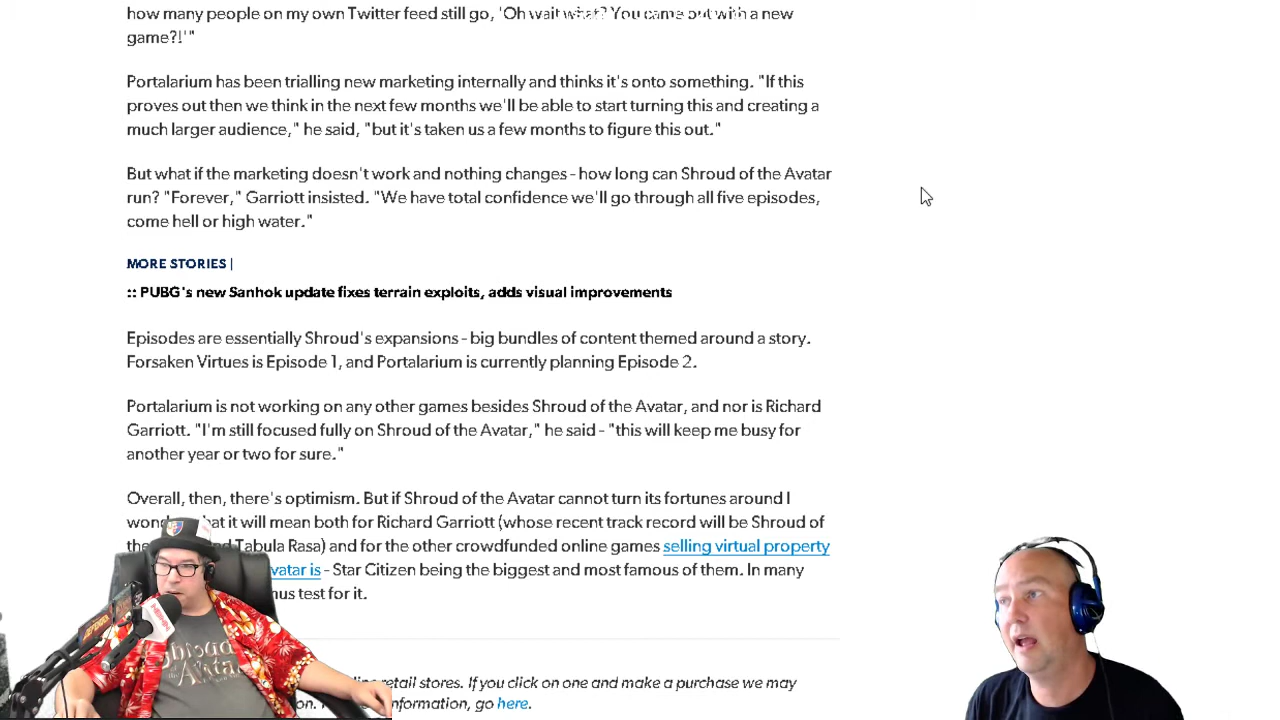 how many people on my own Twitter feed still go, 'Oh wait what? You came out with a new
game?!'"
Portalarium has been trialling new marketing internally and thinks it's onto something. "If this
proves out then we think in the next few months we'll be able to start turning this and creating a
much larger audience," he said, "but it's taken us a few months to figure this out."
But what if the marketing doesn't work and nothing changes - how long can Shroud of the Avatar
run? "Forever," Garriott insisted. "We have total confidence we'll go through all five episodes,
come hell or high water."
MORE STORIES |
:: PUBG's new Sanhok update fixes terrain exploits, adds visual improvements
Episodes are essentially Shroud's expansions - big bundles of content themed around a story.
Forsaken Virtues is Episode 1, and Portalarium is currently planning Episode 2.
Portalarium is not working on any other games besides Shroud of the Avatar, and nor is Richard
Garriott. "I'm still focused fully on Shroud of the Avatar," he said - "this will keep me busy for
another year or two for sure."
Overall, then, there's optimism. But if Shroud of the Avatar cannot turn its fortunes around I
it will mean both for Richard Garriott (whose recent track record will be Shroud of
Tabula Rasa) and for the other crowdfunded online games selling virtual property
is - Star Citizen being the biggest and most famous of them. In many
test for it.
retail stores. If you click on one and make a purchase we may
go here.